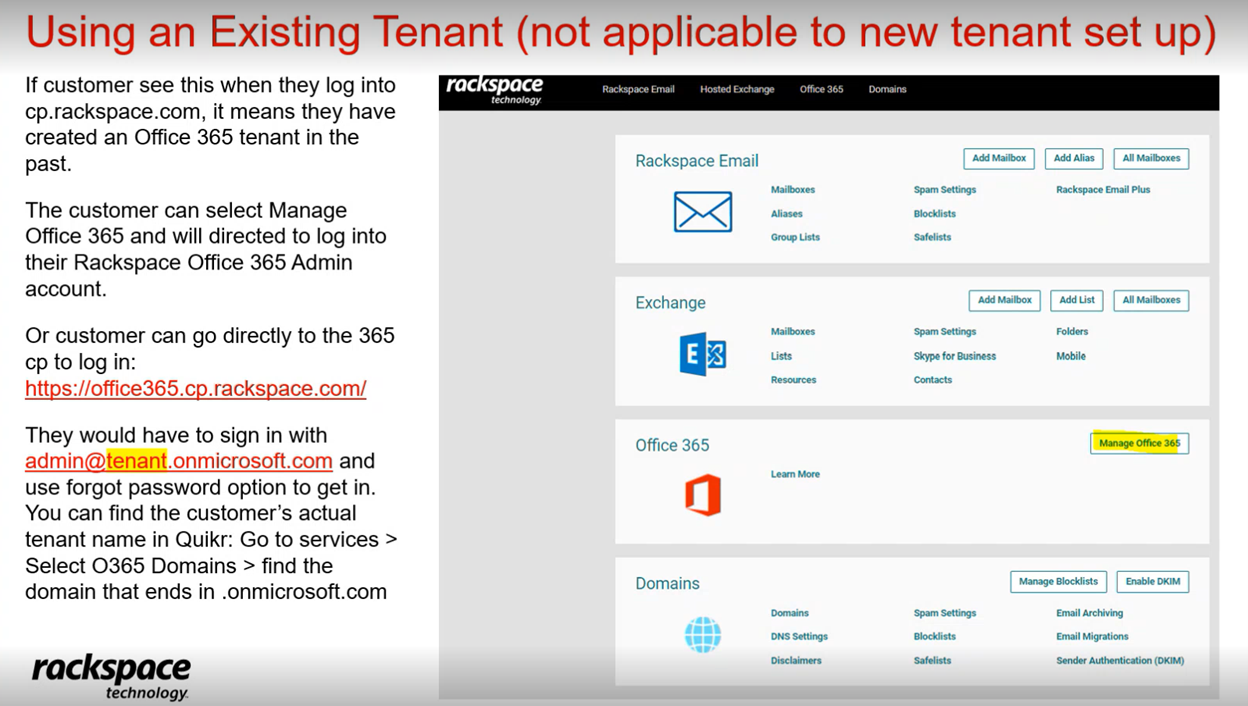 Using an Existing Tenant (not applicable to new tenant set up)
If customer see this when they log into
cp.rackspace.com, it means they have
created an Office 365 tenant in the
past.
The customer can select Manage
Office 365 and will directed to log into
their Rackspace Office 365 Admin
account.
Or customer can go directly to the 365
cp to log in:
https://office365.cp.rackspace.com/
They would have to sign in with
admin@tenant.onmicrosoft.com and
use forgot password option to get in.
You can find the customer’s actual
tenant name in Quikr: Go to services >
Select O365 Domains > find the
domain that ends in .onmicrosoft.com
rackspace
technology
rackspace
technology
Rackspace Email Hosted Exchange Office 365 Domains
Rackspace Email Add Mailbox Add Alias All Mailboxes
Mailboxes Spam Settings Rackspace Email Plus
Aliases Blocklists
Group Lists Safelists
Exchange Add Mailbox Add List All Mailboxes
Mailboxes Spam Settings Folders
Lists Skype for Business Mobile
Resources Contacts
Office 365 Manage Office 365
Learn More
Domains Manage Blocklists Enable DKIM
Domains Spam Settings Email Archiving
DNS Settings Blocklists Email Migrations
Disclaimers Safelists Sender Authentication (DKIM)